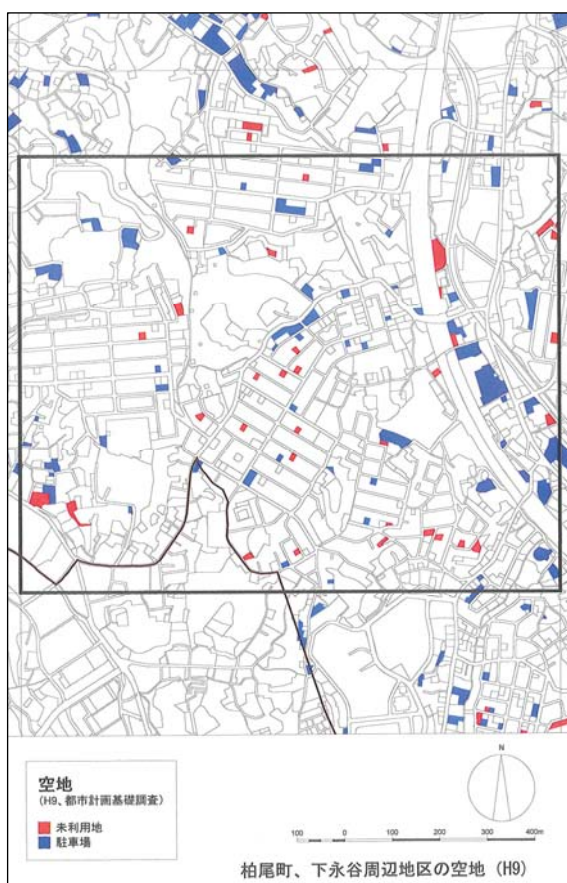 空地
(H9、都市計画基礎調査)
未利用地
駐車場
N
100 0 100 200 300 400m
柏尾町、下永谷周辺地区の空地 (H9)